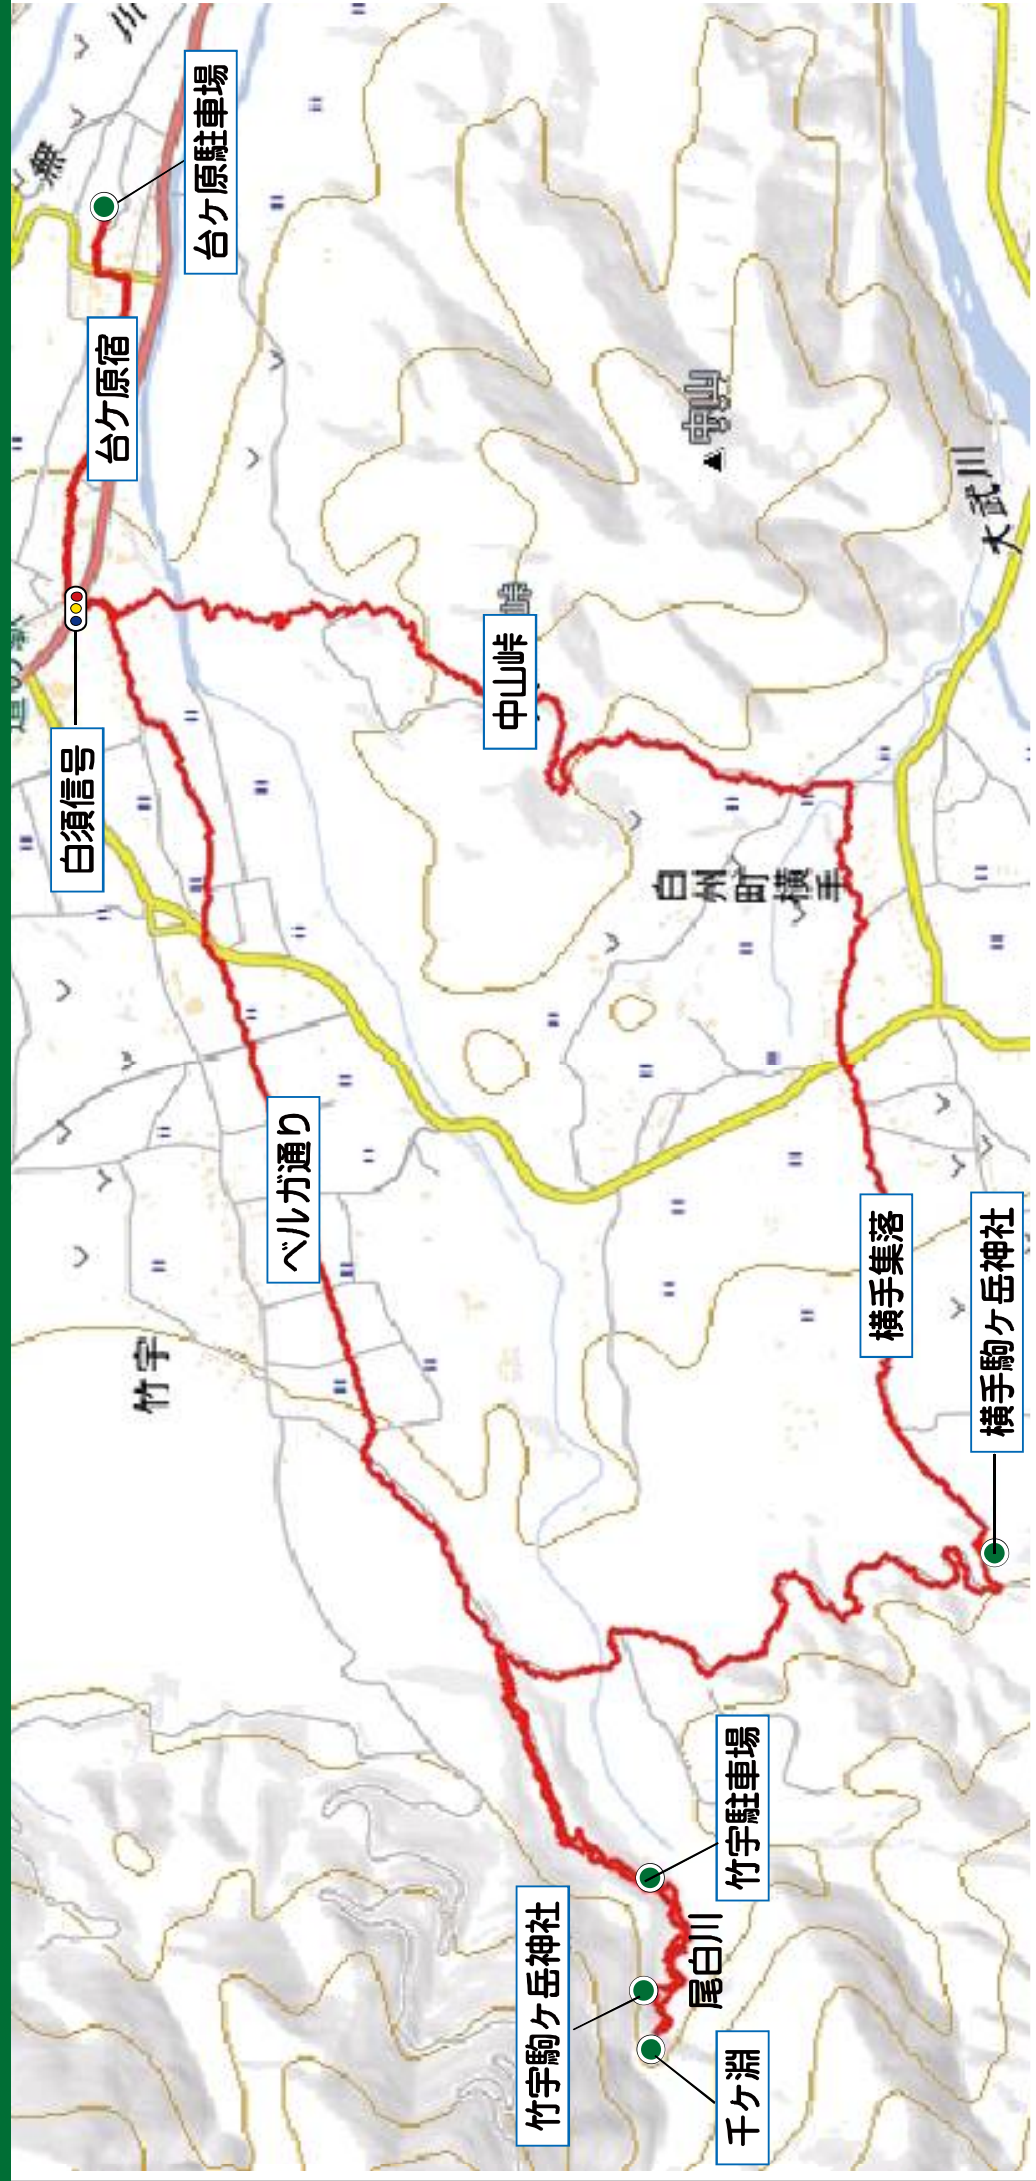 千ヶ淵
竹宇駒ヶ岳神社
尾白川
竹宇駐車場
横手駒ヶ岳神社
横手集落
竹宇
ベルガ通り
白州町横手
白須信号
中山峠
峠
大武川
中山
台ケ原宿
台ケ原駐車場
無
川